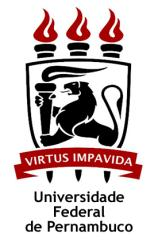 VIRTUS IMPAVIDA
Universidade
Federal
de Pernambuco